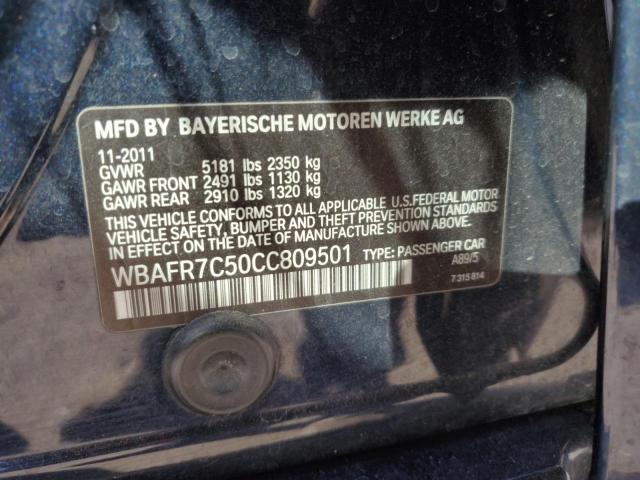 MFD BY BAYERISCHE MOTOREN WERKE AG
11-2011
GVWR 5181 lbs 2350 kg
GAWR FRONT 2491 lbs 1130 kg
GAWR REAR 2910 lbs 1320 kg
THIS VEHICLE CONFORMS TO ALL APPLICABLE U.S.FEDERAL MOTOR
VEHICLE SAFETY, BUMPER AND THEFT PREVENTION STANDARDS
IN EFFECT ON THE DATE OF MANUFACTURE SHOWN ABOVE.
WBAFR7C50CC809501 TYPE: PASSENGER CAR
A89/5
7 315 814